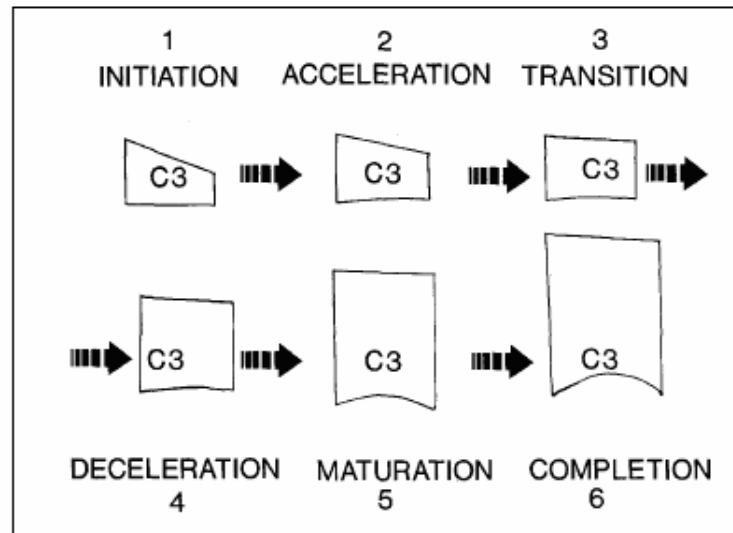 1 2 3
INITIATION ACCELERATION TRANSITION
C3 C3 C3
C3 C3 C3
DECELERATION MATURATION COMPLETION
4 5 6